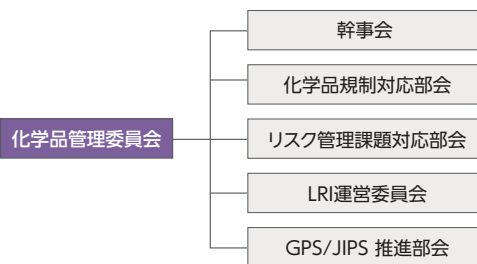 幹事会
化学品規制対応部会
化学品管理委員会
リスク管理課題対応部会
LRI運営委員会
GPS/JIPS 推進部会